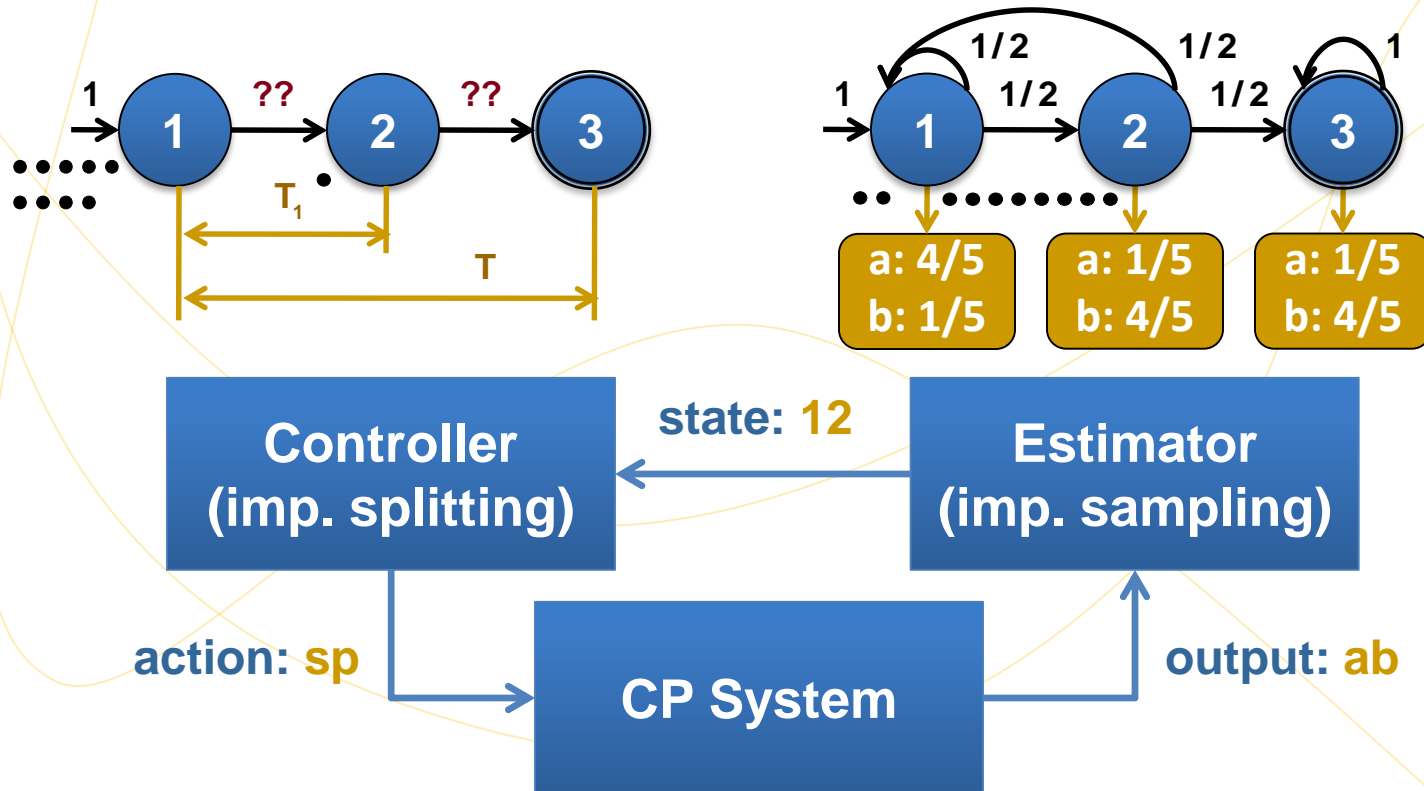 1
1
??
2
??
3
T1
T
1
1
1/2
1/2
2
1/2
1/2
3
1
a: 4/5
b: 1/5
a: 1/5
b: 4/5
a: 1/5
b: 4/5
Controller
(imp. splitting)
state: 12
Estimator
(imp. sampling)
action: sp
CP System
output: ab